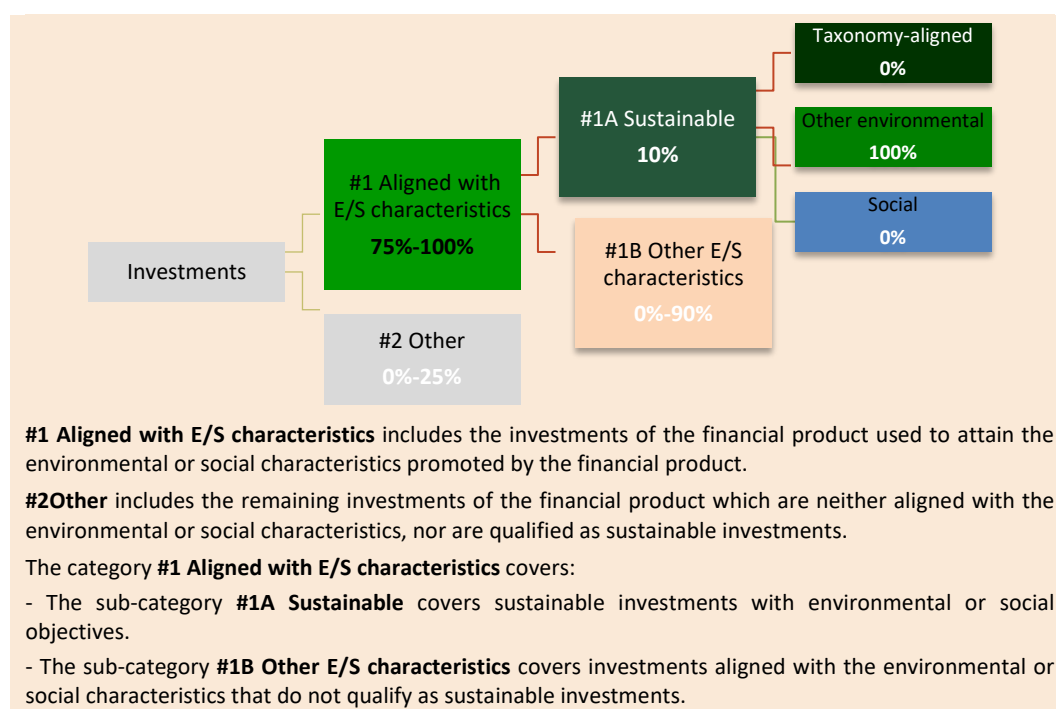 Taxonomy-aligned
0%
#1A Sustainable
10%
Other environmental
100%
#1 Aligned with
E/S characteristics
75%-100%
Social
0%
#1B Other E/S
characteristics
0%-90%
Investments
#2 Other
0%-25%
#1 Aligned with E/S characteristics includes the investments of the financial product used to attain the
environmental or social characteristics promoted by the financial product.
#2Other includes the remaining investments of the financial product which are neither aligned with the
environmental or social characteristics, nor are qualified as sustainable investments.
The category #1 Aligned with E/S characteristics covers:
- The sub-category #1A Sustainable covers sustainable investments with environmental or social
objectives.
- The sub-category #1B Other E/S characteristics covers investments aligned with the environmental or
social characteristics that do not qualify as sustainable investments.